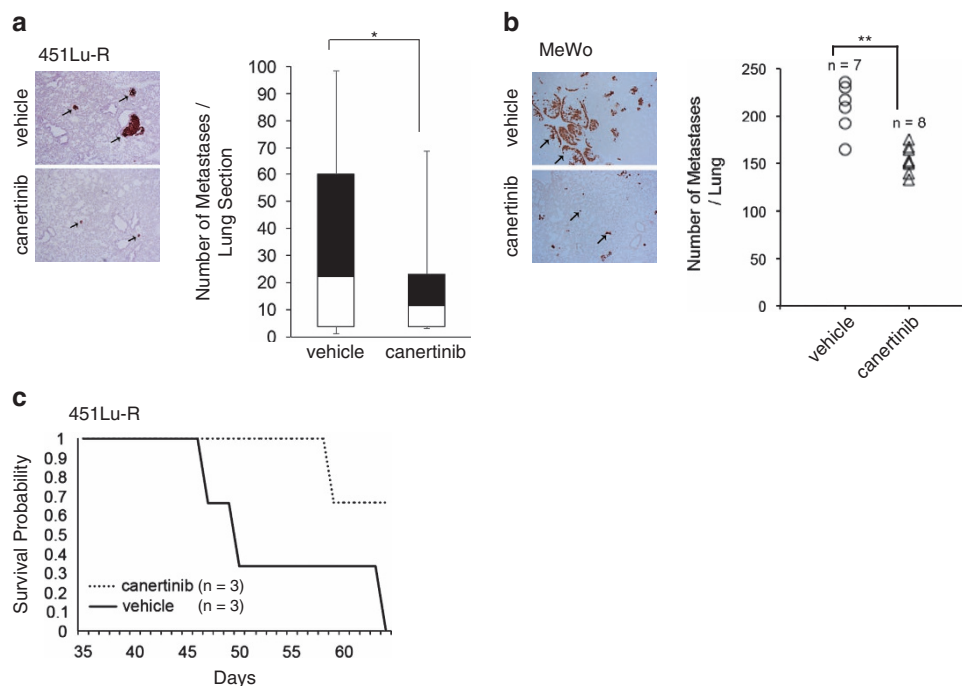 a
451Lu-R
vehicle
canertinib
Number of Metastases /
Lung Section
100
90
80
70
60
50
40
30
20
10
0
*
vehicle canertinib
b
MeWo
vehicle
canertinib
Number of Metastases
/ Lung
250
200
150
100
50
0
**
n = 7
n = 8
vehicle
canertinib
c
451Lu-R
Survival Probability
1
0.9
0.8
0.7
0.6
0.5
0.4
0.3
0.2
0.1
0
canertinib (n = 3)
vehicle (n = 3)
35 40 45 50 55 60
Days